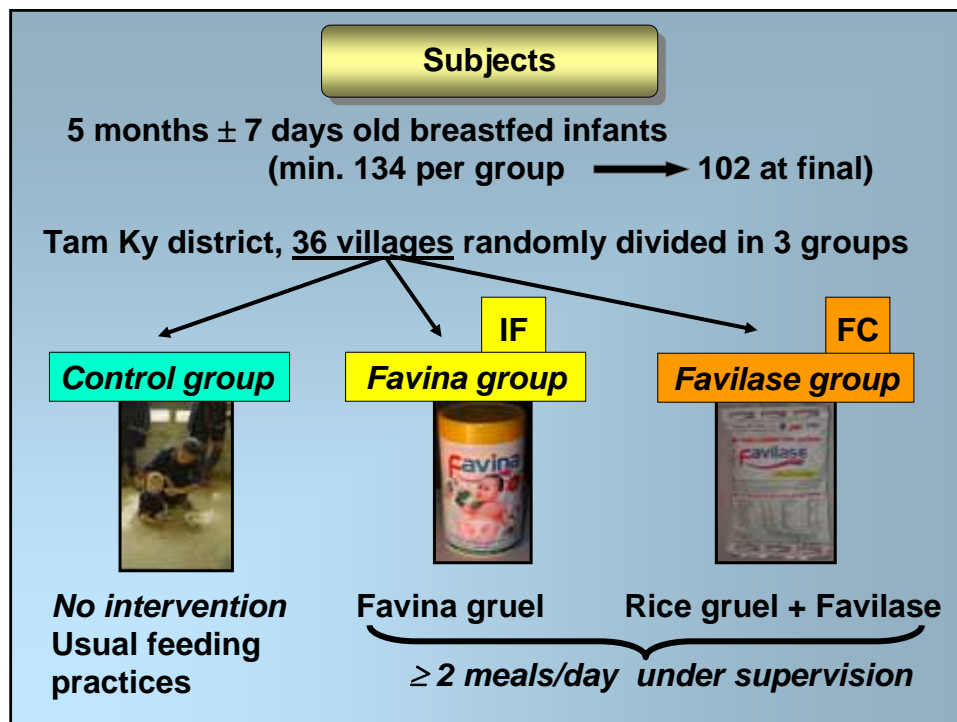 Subjects
5 months ± 7 days old breastfed infants
(min. 134 per group → 102 at final)
Tam Ky district, 36 villages randomly divided in 3 groups
IF
FC
Control group
Favina group
Favilase group
Favina
Favilase
No intervention
Usual feeding
practices
Favina gruel
Rice gruel + Favilase
≥ 2 meals/day under supervision